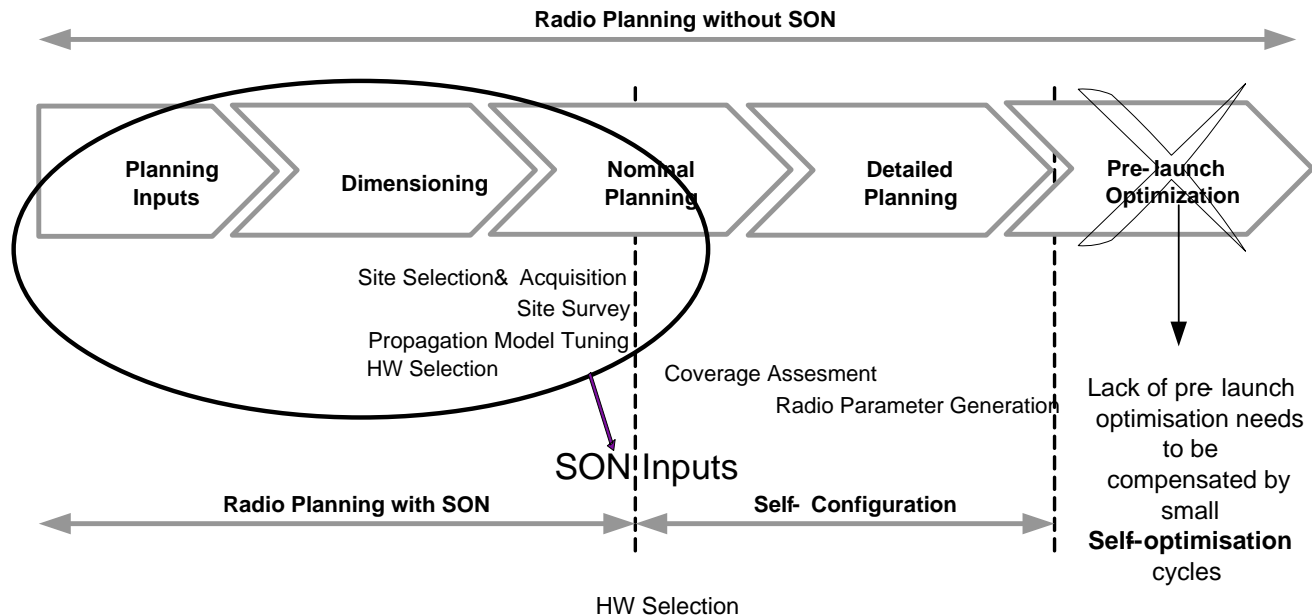 Radio Planning without SON
Planning
Inputs
Dimensioning
Nominal
Planning
Detailed
Planning
Pre-launch
Optimization
Site Selection& Acquisition
Site Survey
Propagation Model Tuning
HW Selection
Coverage Assesment
Radio Parameter Generation
SON Inputs
Lack of pre- launch
optimisation needs
to be
compensated by
small
Self-optimisation
cycles
Radio Planning with SON
Self- Configuration
HW Selection